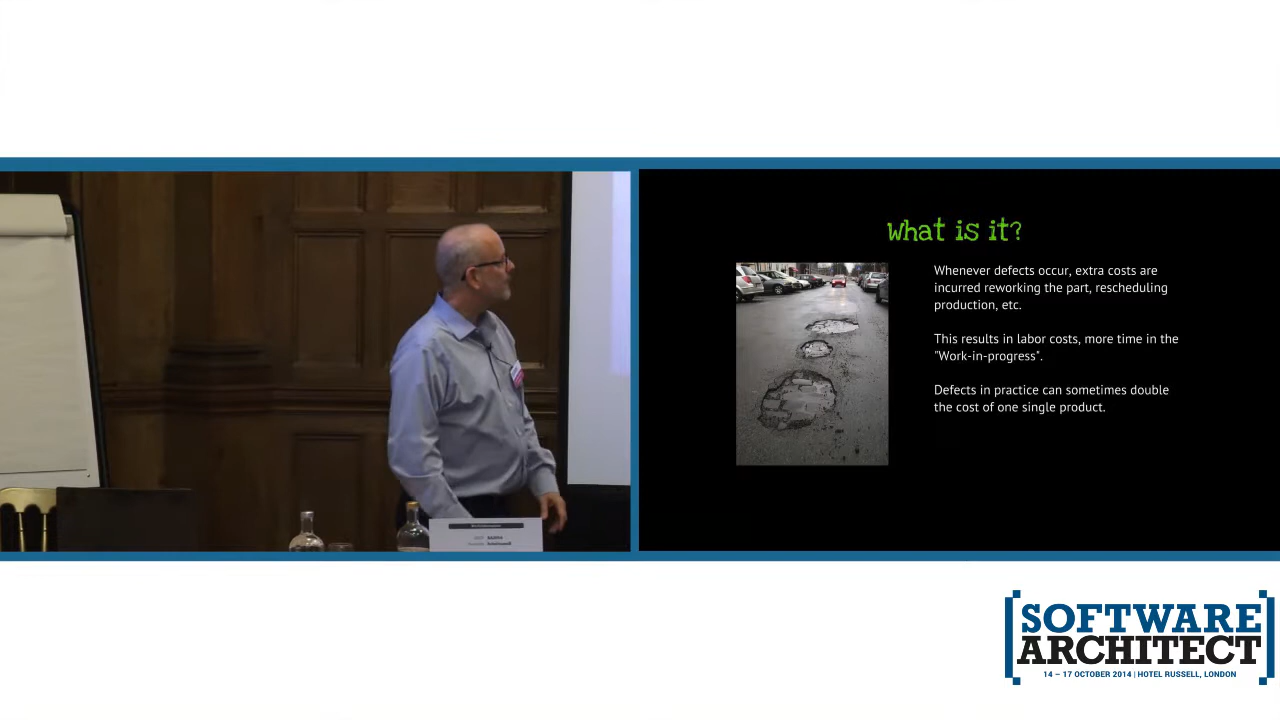 What is it?
Whenever defects occur, extra costs are
incurred reworking the part, rescheduling
production, etc.
This results in labor costs, more time in the
"Work-in-progress".
Defects in practice can sometimes double
the cost of one single product.
[SOFTWARE
ARCHITECT]
14 – 17 OCTOBER 2014 | HOTEL RUSSELL, LONDON